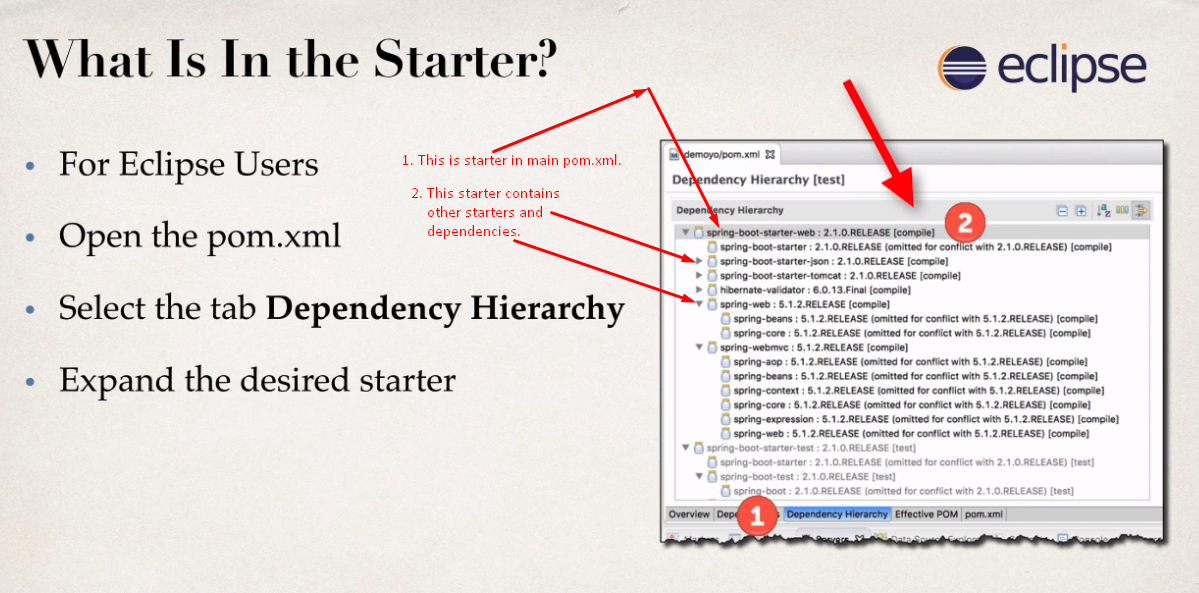 What Is In the Starter?
eclipse
• For Eclipse Users
• Open the pom.xml
• Select the tab Dependency Hierarchy
• Expand the desired starter
1. This is starter in main pom.xml.
2. This starter contains
other starters and
dependencies.
demoyo/pom.xml
Dependency Hierarchy [test]
Dependency Hierarchy
2
spring-boot-starter-web : 2.1.0.RELEASE [compile]
spring-boot-starter : 2.1.0.RELEASE (omitted for conflict with 2.1.0.RELEASE) [compile]
spring-boot-starter-json : 2.1.0.RELEASE [compile]
spring-boot-starter-tomcat : 2.1.0.RELEASE [compile]
hibernate-validator : 6.0.13.Final [compile]
spring-web : 5.1.2.RELEASE [compile]
spring-beans : 5.1.2.RELEASE (omitted for conflict with 5.1.2.RELEASE) [compile]
spring-core : 5.1.2.RELEASE (omitted for conflict with 5.1.2.RELEASE) [compile]
spring-webmvc : 5.1.2.RELEASE [compile]
spring-aop : 5.1.2.RELEASE (omitted for conflict with 5.1.2.RELEASE) [compile]
spring-beans : 5.1.2.RELEASE (omitted for conflict with 5.1.2.RELEASE) [compile]
spring-context : 5.1.2.RELEASE (omitted for conflict with 5.1.2.RELEASE) [compile]
spring-core : 5.1.2.RELEASE (omitted for conflict with 5.1.2.RELEASE) [compile]
spring-expression : 5.1.2.RELEASE (omitted for conflict with 5.1.2.RELEASE) [compile]
spring-web : 5.1.2.RELEASE (omitted for conflict with 5.1.2.RELEASE) [compile]
spring-boot-starter-test : 2.1.0.RELEASE [test]
spring-boot-starter : 2.1.0.RELEASE (omitted for conflict with 2.1.0.RELEASE) [test]
spring-boot-test : 2.1.0.RELEASE [test]
spring-boot : 2.1.0.RELEASE (omitted for conflict with 2.1.0.RELEASE) [test]
Overview 1 Dependency Hierarchy Effective POM pom.xml